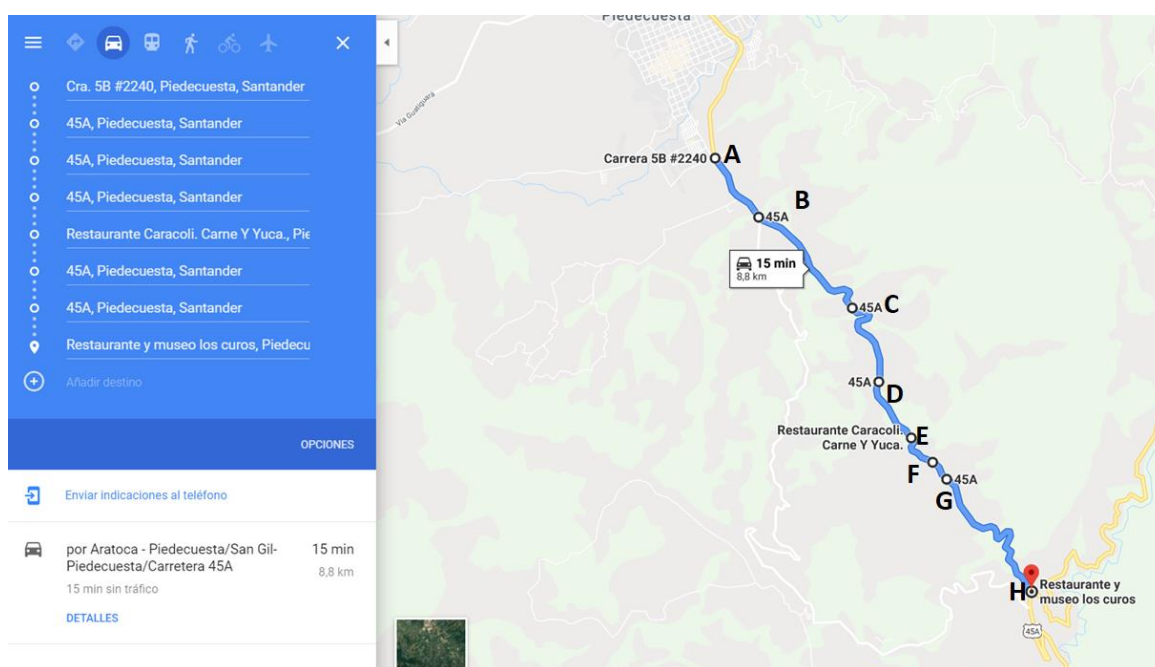 Cra. 5B #2240, Piedecuesta, Santander
45A, Piedecuesta, Santander
45A, Piedecuesta, Santander
45A, Piedecuesta, Santander
Restaurante Caracoli. Carne Y Yuca., Pie
45A, Piedecuesta, Santander
45A, Piedecuesta, Santander
Restaurante y museo los curos, Piedecu
Añadir destino
OPCIONES
Enviar indicaciones al teléfono
por Aratoca - Piedecuesta/San Gil-
Piedecuesta/Carretera 45A
15 min
8,8 km
15 min sin tráfico
DETALLES
Piedecuesta
Vía Guatiguara
Carrera 5B #2240
A
B
45A
15 min
8,8 km
45A
C
45A
D
Restaurante Caracoli.
Carne Y Yuca.
E
F
45A
G
H
Restaurante y
museo los curos
45A